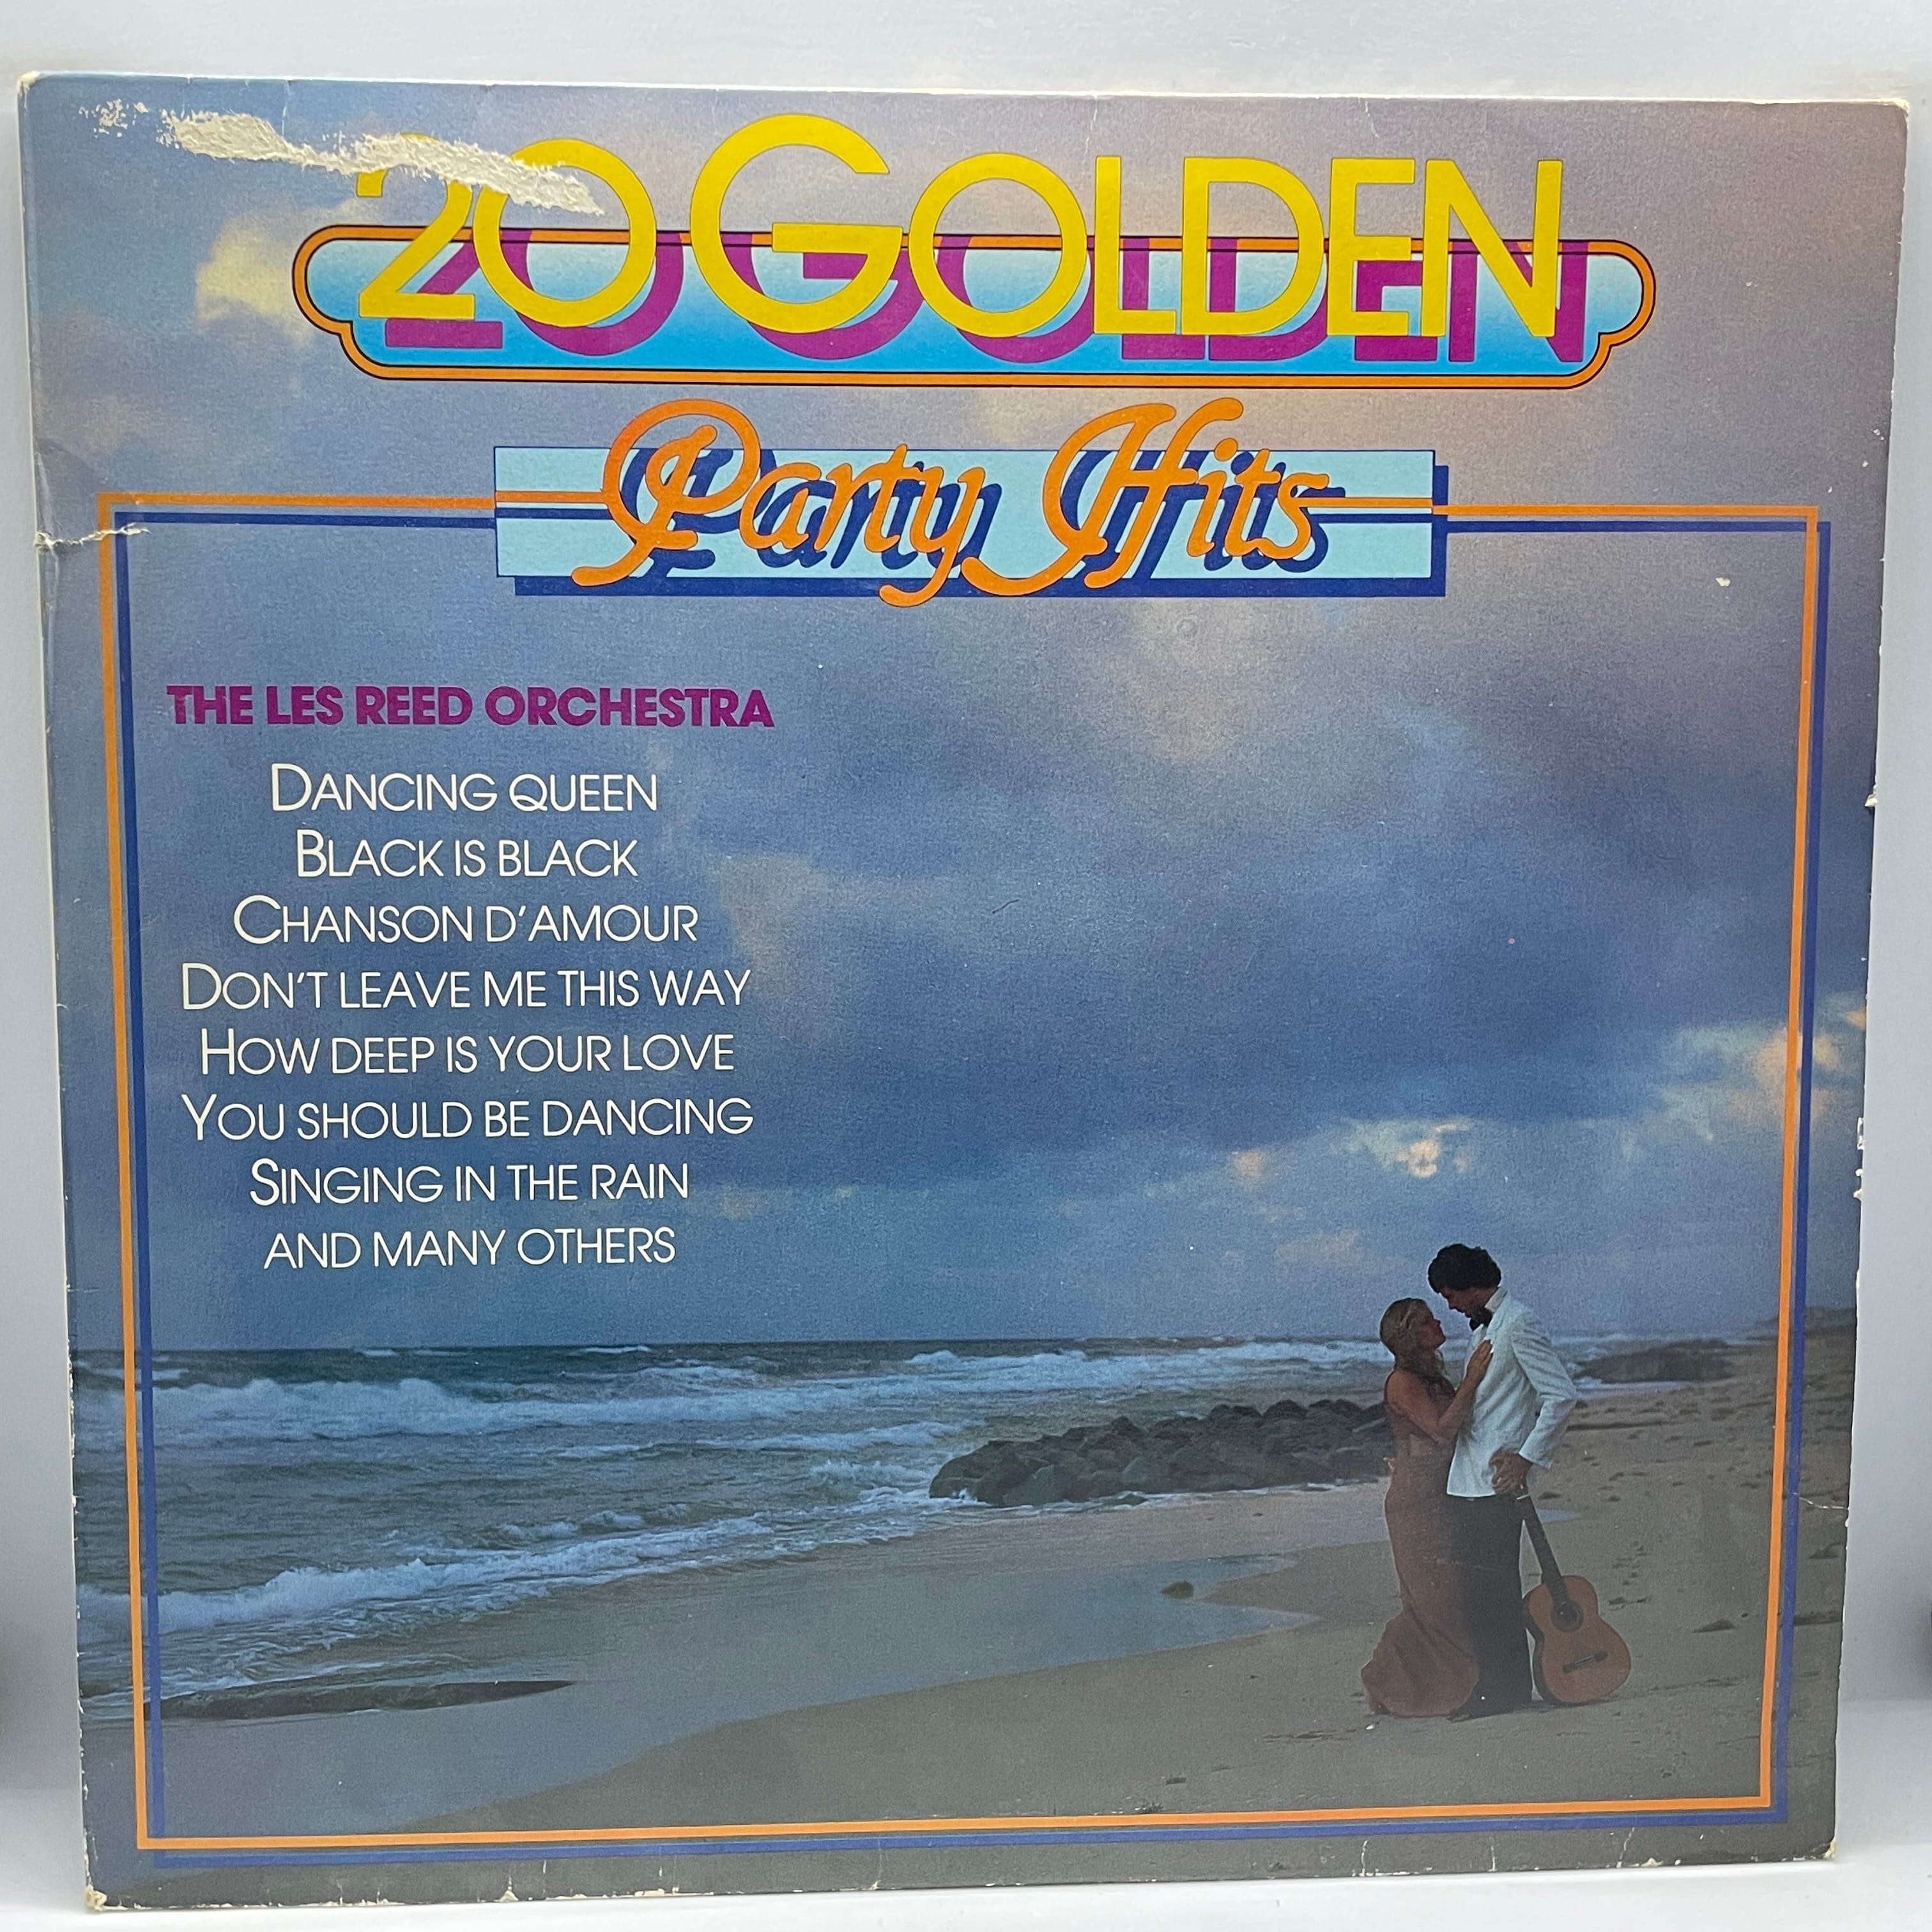 20 GOLDEN
Party Hits
THE LES REED ORCHESTRA
DANCING QUEEN
BLACK IS BLACK
CHANSON D'AMOUR
DON'T LEAVE ME THIS WAY
HOW DEEP IS YOUR LOVE
YOU SHOULD BE DANCING
SINGING IN THE RAIN
AND MANY OTHERS